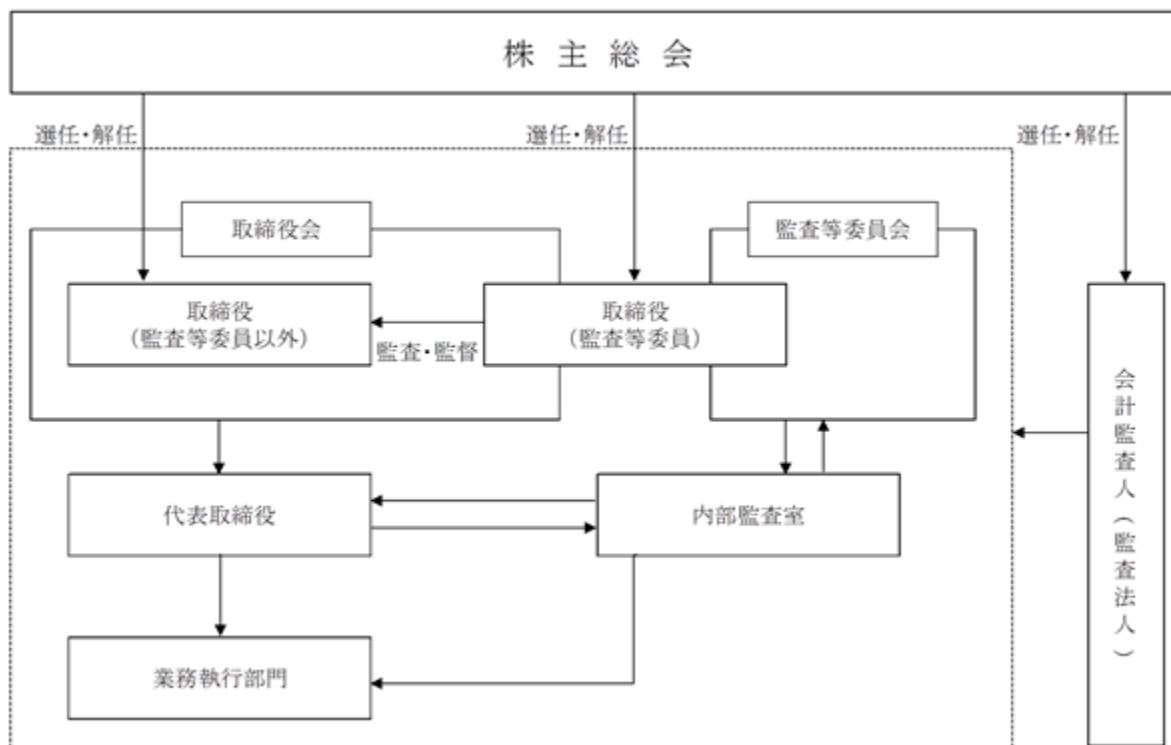 株主総会
選任・解任
選任・解任
選任・解任
取締役会
監査等委員会
取締役
（監査等委員以外）
取締役
（監査等委員）
監査・監督
会計監査人（監査法人）
代表取締役
内部監査室
業務執行部門